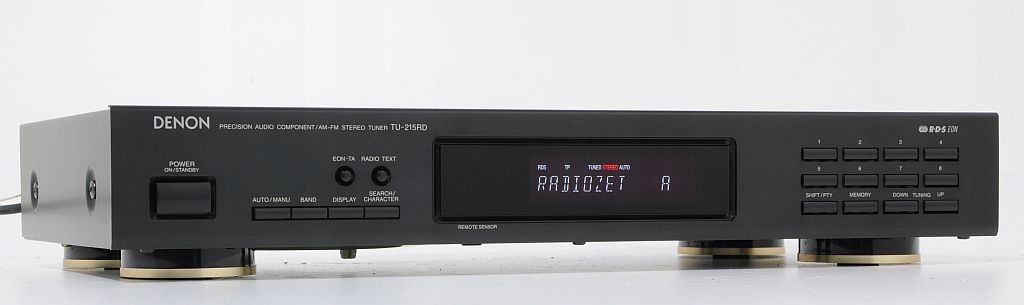 DENON PRECISION AUDIO COMPONENT/AM-FM STEREO TUNER TU-215RD
R·D·S EON
POWER
ON/STANDBY
EON-TA RADIO TEXT
AUTO/MANU BAND DISPLAY SEARCH/
CHARACTER
RDS TP TUNED STEREO AUTO
RADIOZET A
REMOTE SENSOR
1 2 3 4
5 6 7 8
SHIFT/PTY MEMORY DOWN TUNING UP